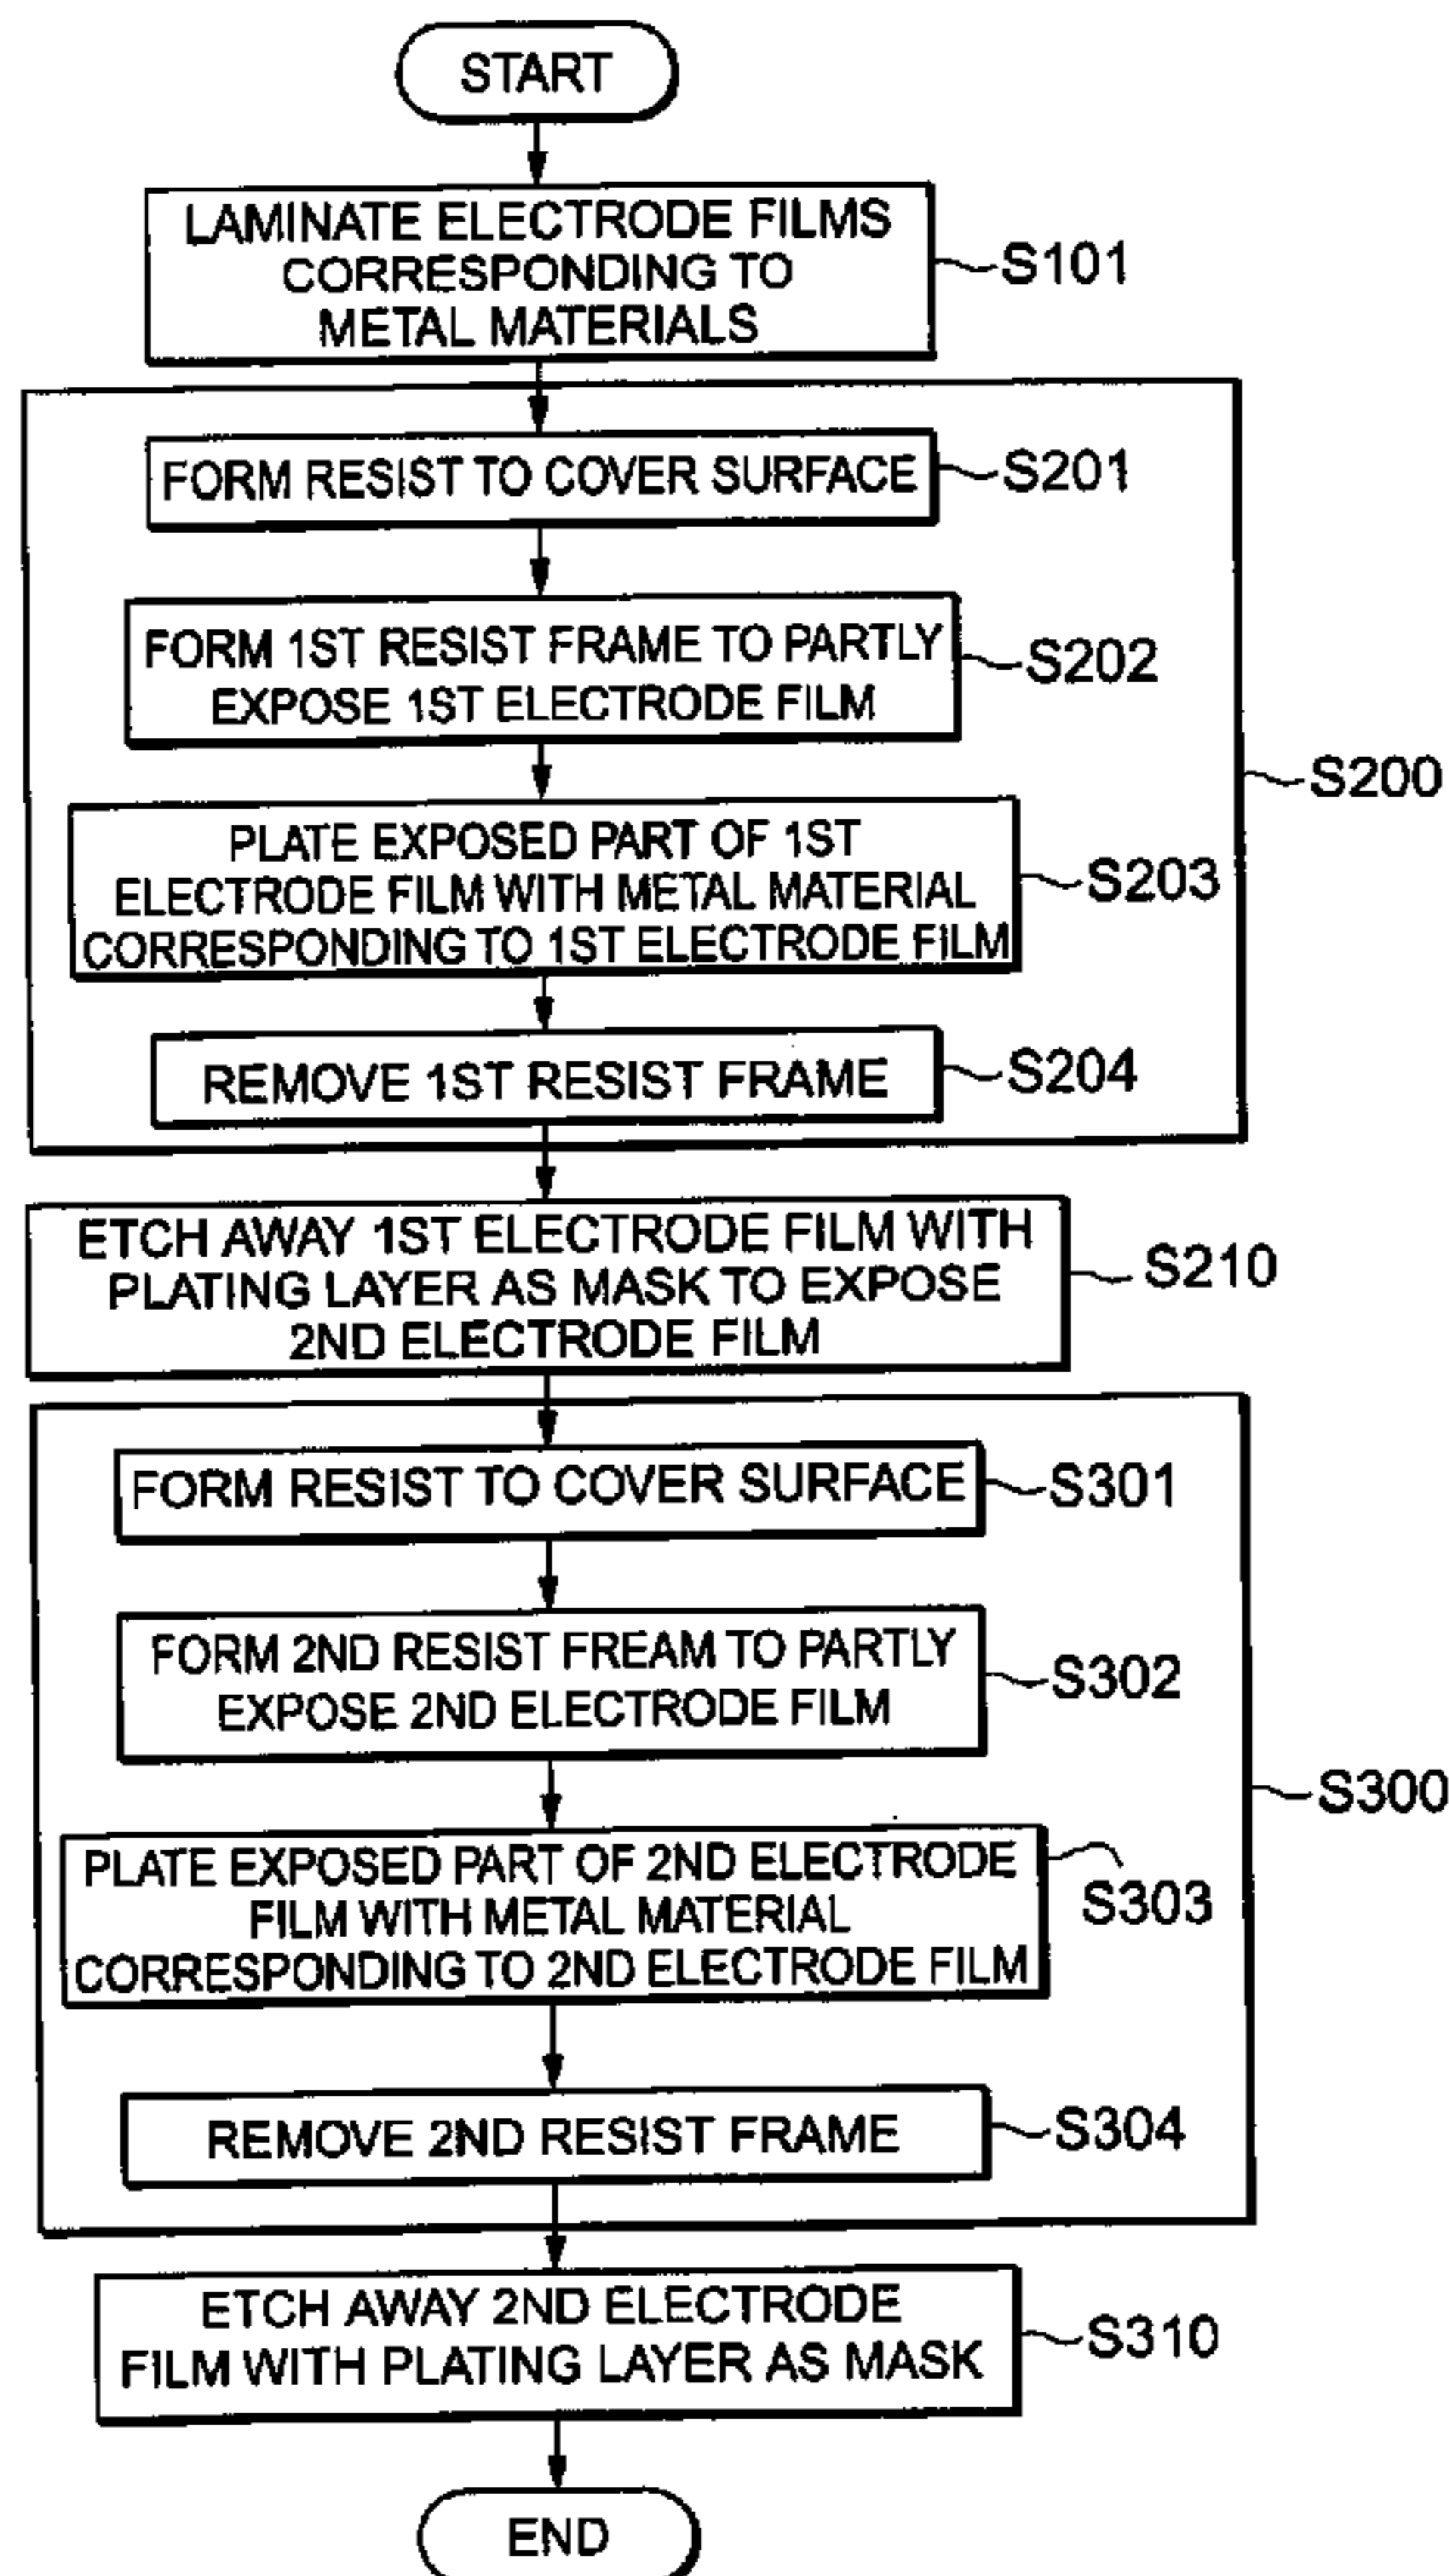 START
LAMINATE ELECTRODE FILMS
CORRESPONDING TO
METAL MATERIALS
S101
FORM RESIST TO COVER SURFACE
S201
FORM 1ST RESIST FRAME TO PARTLY
EXPOSE 1ST ELECTRODE FILM
S202
S200
PLATE EXPOSED PART OF 1ST
ELECTRODE FILM WITH METAL MATERIAL
CORRESPONDING TO 1ST ELECTRODE FILM
S203
REMOVE 1ST RESIST FRAME
S204
ETCH AWAY 1ST ELECTRODE FILM WITH
PLATING LAYER AS MASK TO EXPOSE
2ND ELECTRODE FILM
S210
FORM RESIST TO COVER SURFACE
S301
FORM 2ND RESIST FREAM TO PARTLY
EXPOSE 2ND ELECTRODE FILM
S302
S300
PLATE EXPOSED PART OF 2ND ELECTRODE
FILM WITH METAL MATERIAL
CORRESPONDING TO 2ND ELECTRODE FILM
S303
REMOVE 2ND RESIST FRAME
S304
ETCH AWAY 2ND ELECTRODE
FILM WITH PLATING LAYER AS MASK
S310
END